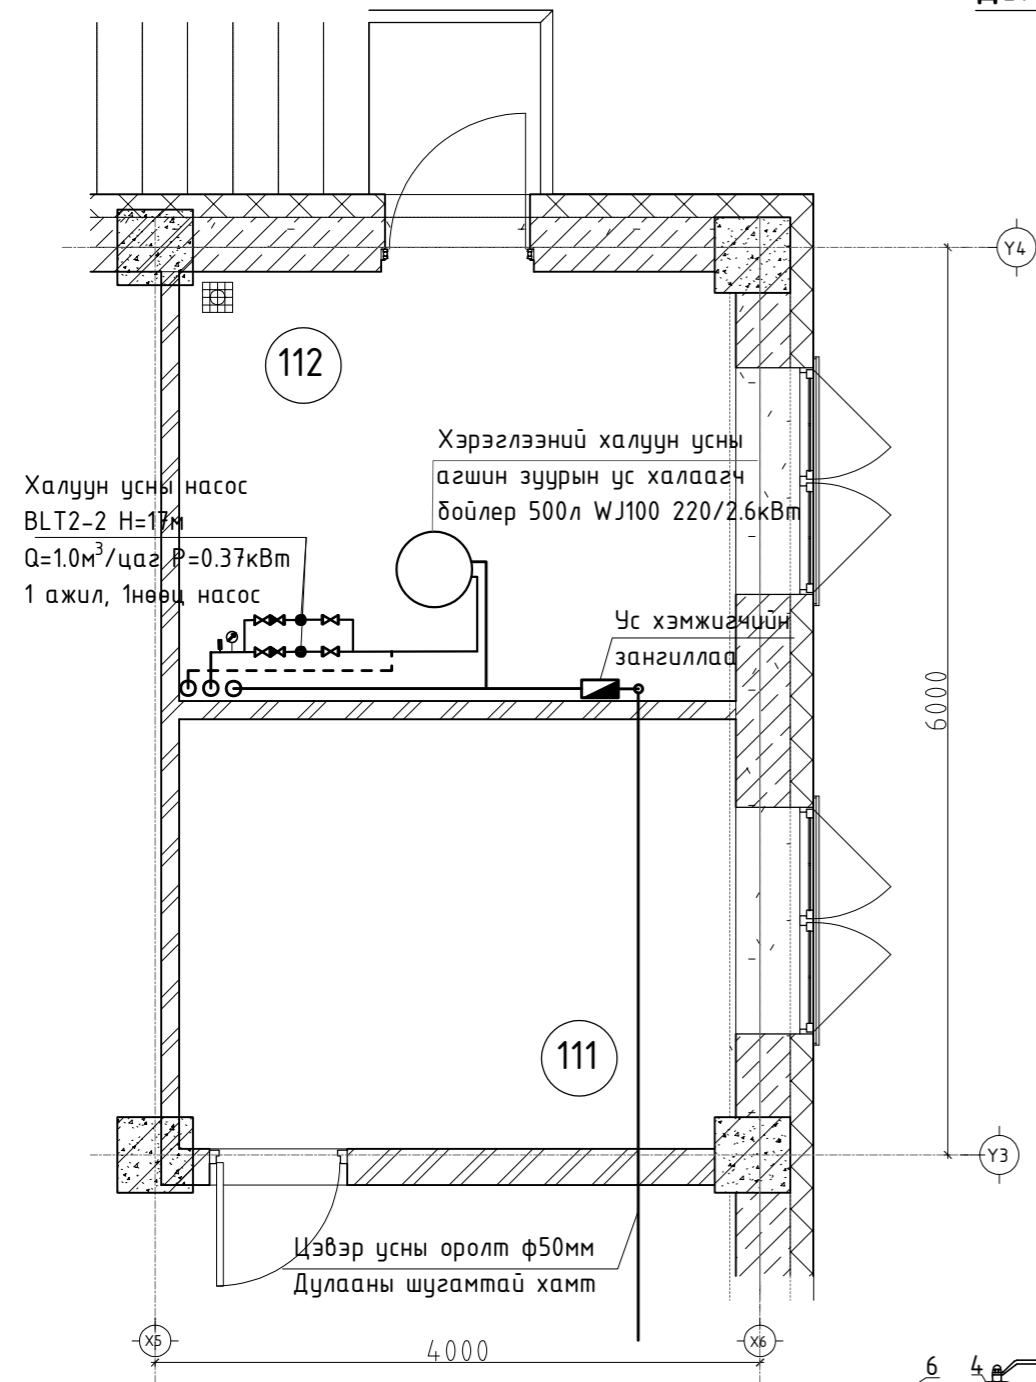 Y4
112
Хэрэглээний халуун усны
агшин зуурын ус халаагч
бойлер 500л WJ100 220/2.6кВт
Халуун усны насос
BLT2-2 H=17м
Q=1.0м³/цаг P=0.37кВт
1 ажил, 1нөөц насос
Ус хэмжигчийн
зангиллаа
6000
111
Y3
Цэвэр усны оролт ф50мм
Дулааны шугамтай хамт
X5
4000
X6
6 4